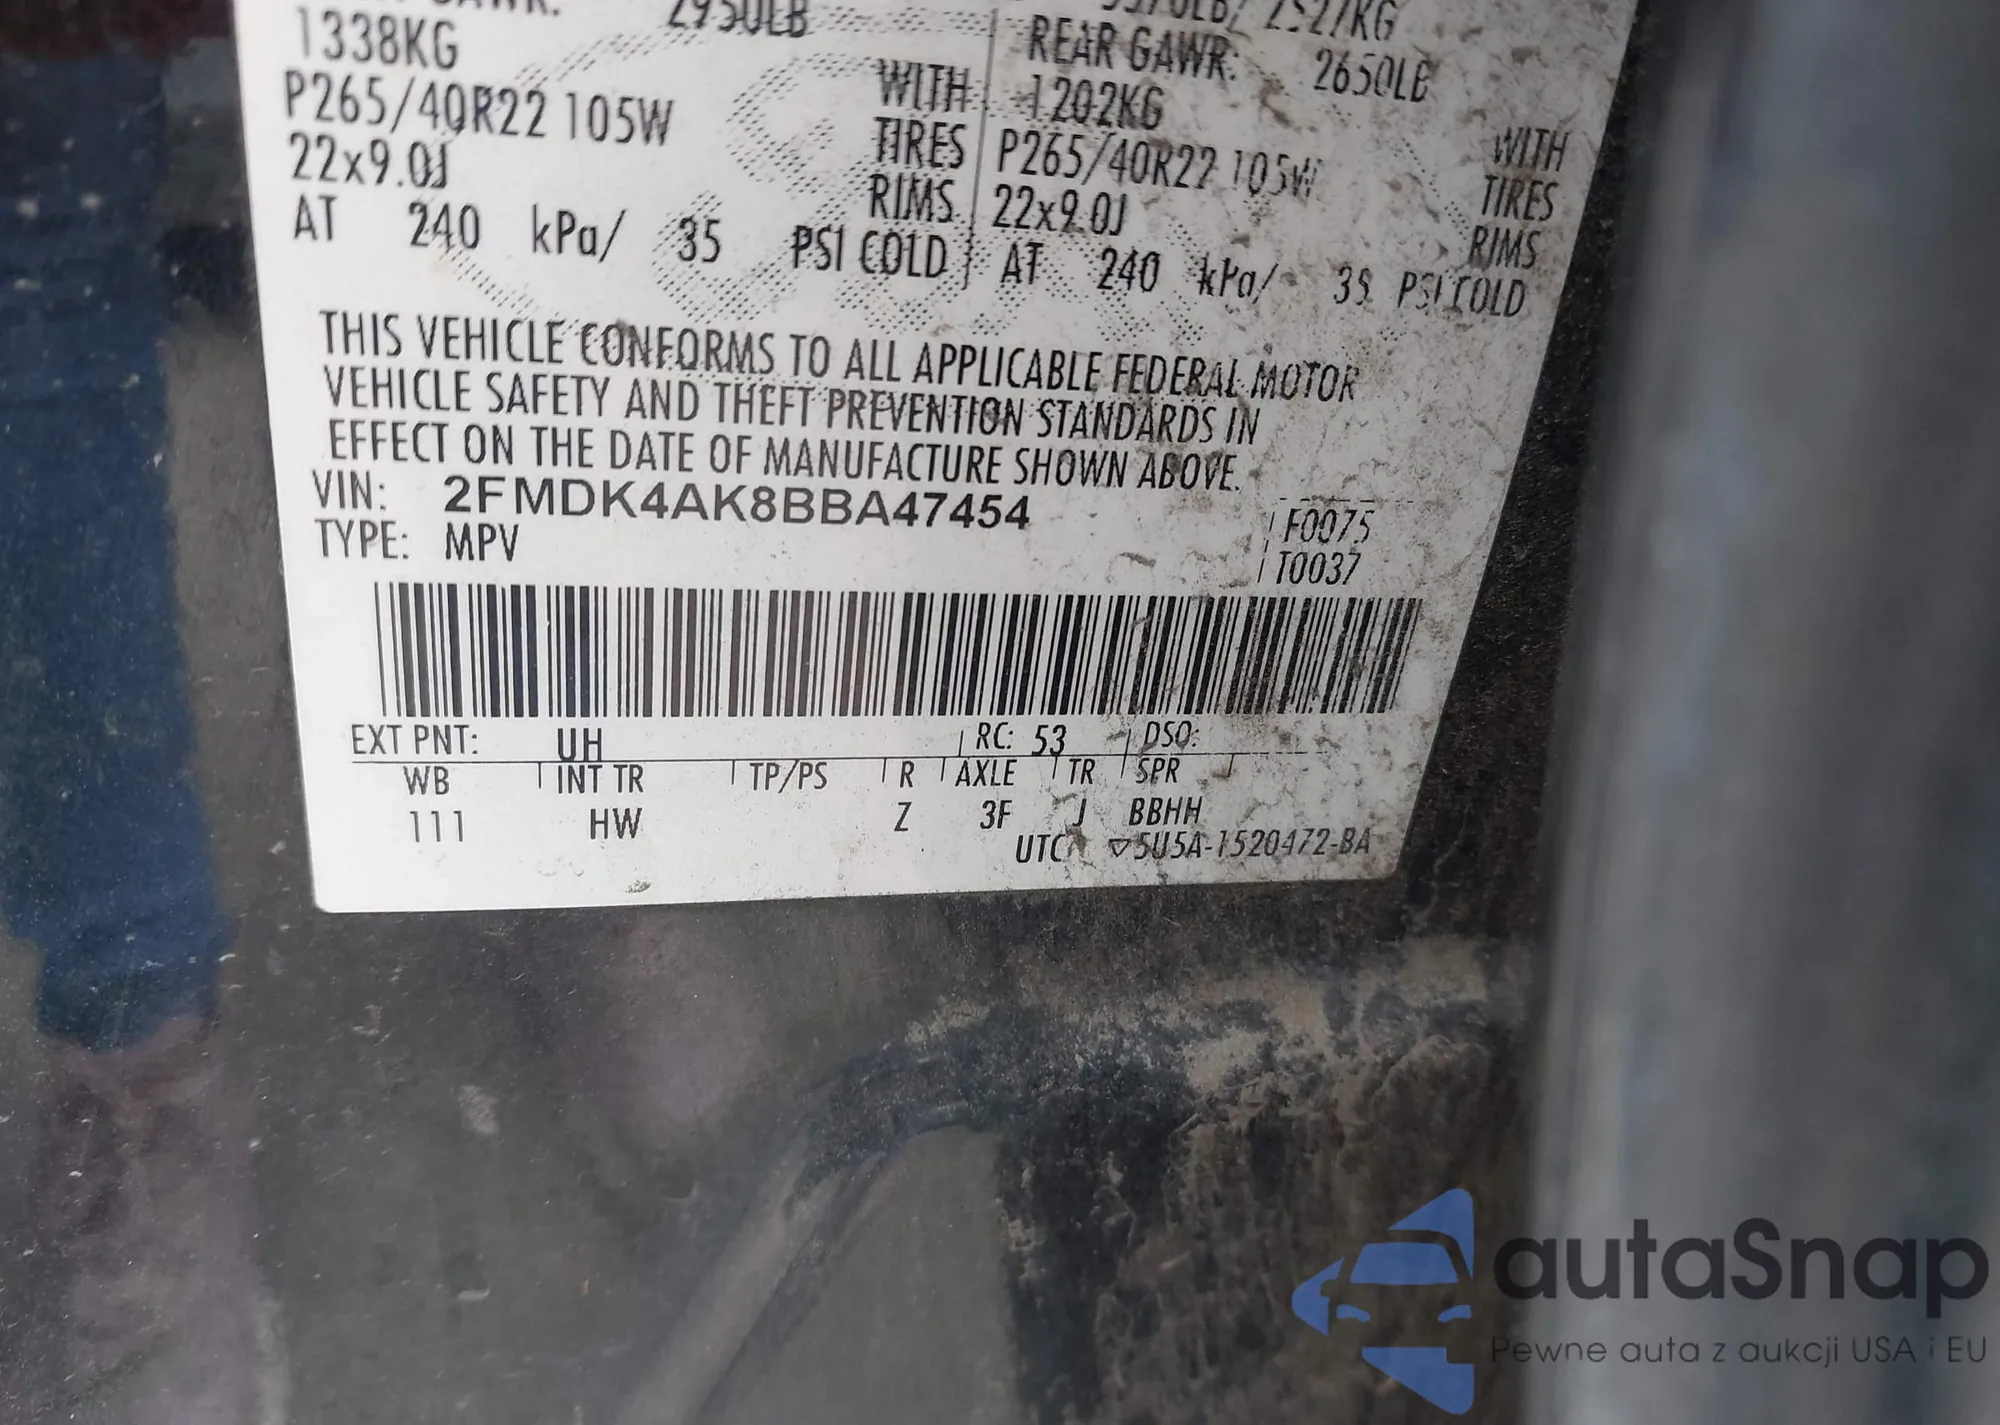 2950LB
1338KG WITH
P265/40R22 105W TIRES
22x9.0J RIMS
AT 240 kPa/ 35 PSI COLD
2527KG
REAR GAWR: 2650LB
1202KG WITH
P265/40R22 105W TIRES
22x9.0J RIMS
AT 240 kPa/ 35 PSI COLD
THIS VEHICLE CONFORMS TO ALL APPLICABLE FEDERAL MOTOR
VEHICLE SAFETY AND THEFT PREVENTION STANDARDS IN
EFFECT ON THE DATE OF MANUFACTURE SHOWN ABOVE.
VIN: 2FMDK4AK8BBA47454 F0075
TYPE: MPV T0037
EXT PNT: UH RC: 53 DSO:
WB INT TR TP/PS R AXLE TR SPR
111 HW Z 3F J BBHH
UTC ▽5U5A-1520472-BA
autaSnap
Pewne auta z aukcji USA i EU